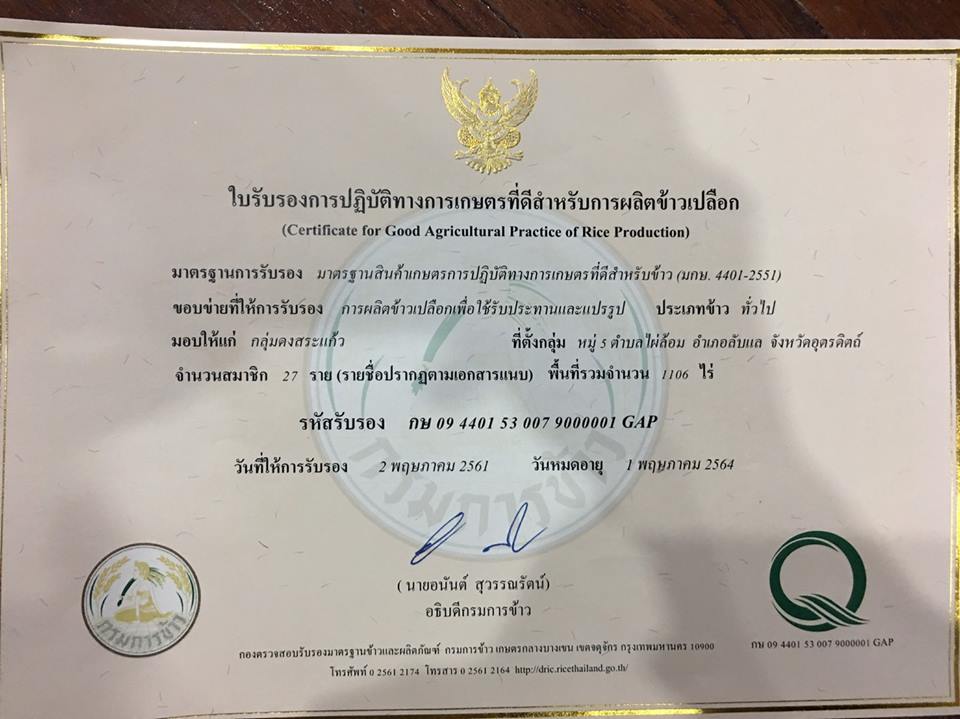 ใบรับรองการปฏิบัติทางการเกษตรที่ดีสำหรับการผลิตข้าวเปลือก
(Certificate for Good Agricultural Practice of Rice Production)
มาตรฐานการรับรอง มาตรฐานสินค้าเกษตรการปฏิบัติทางการเกษตรที่ดีสำหรับข้าว (มกษ. 4401-2551)
ขอบข่ายที่ให้การรับรอง การผลิตข้าวเปลือกเพื่อใช้รับประทานและแปรรูป ประเภทข้าว ทั่วไป
มอบให้แก่ กลุ่มดงสระแก้ว ที่ตั้งกลุ่ม หมู่ 5 ตำบลไผ่ล้อม อำเภอลับแล จังหวัดอุตรดิตถ์
จำนวนสมาชิก 27 ราย (รายชื่อปรากฏตามเอกสารแนบ) พื้นที่รวมจำนวน 1106 ไร่
รหัสรับรอง กษ 09 4401 53 007 9000001 GAP
วันที่ให้การรับรอง 2 พฤษภาคม 2561 วันหมดอายุ 1 พฤษภาคม 2564
กรมการข้าว
(นายอนันต์ สุวรรณรัตน์)
อธิบดีกรมการข้าว
กรมการข้าว
กษ 09 4401 53 007 9000001 GAP
กองตรวจสอบรับรองมาตรฐานข้าวและผลิตภัณฑ์ กรมการข้าว เกษตรกลางบางเขน เขตจตุจักร กรุงเทพมหานคร 10900
โทรศัพท์ 0 2561 2174 โทรสาร 0 2561 2164 http://dric.ricethailand.go.th/